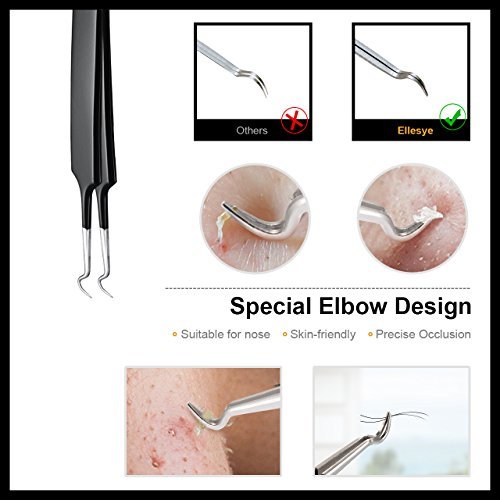 Others
Ellesye
Special Elbow Design
Suitable for nose Skin-friendly Precise Occlusion